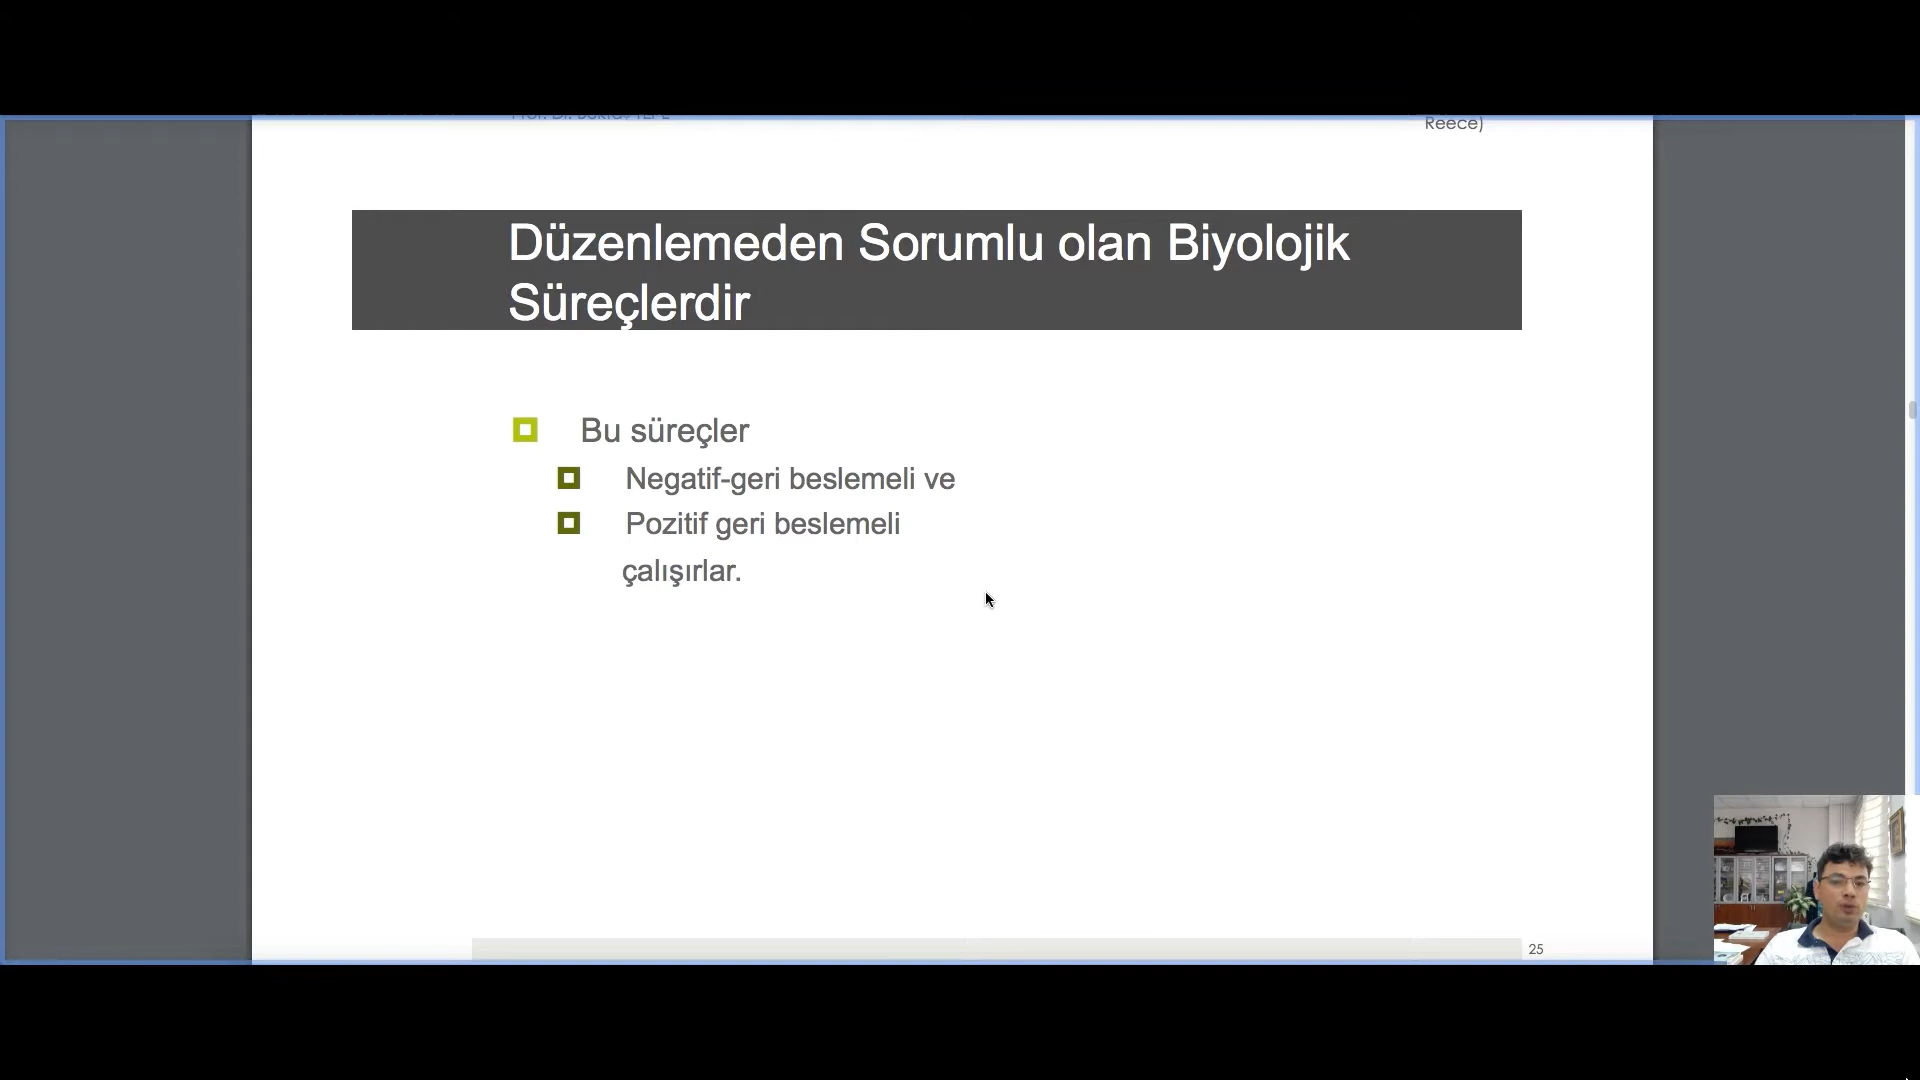 Reece)
Düzenlemeden Sorumlu olan Biyolojik
Süreçlerdir
Bu süreçler
Negatif-geri beslemeli ve
Pozitif geri beslemeli
çalışırlar.
25